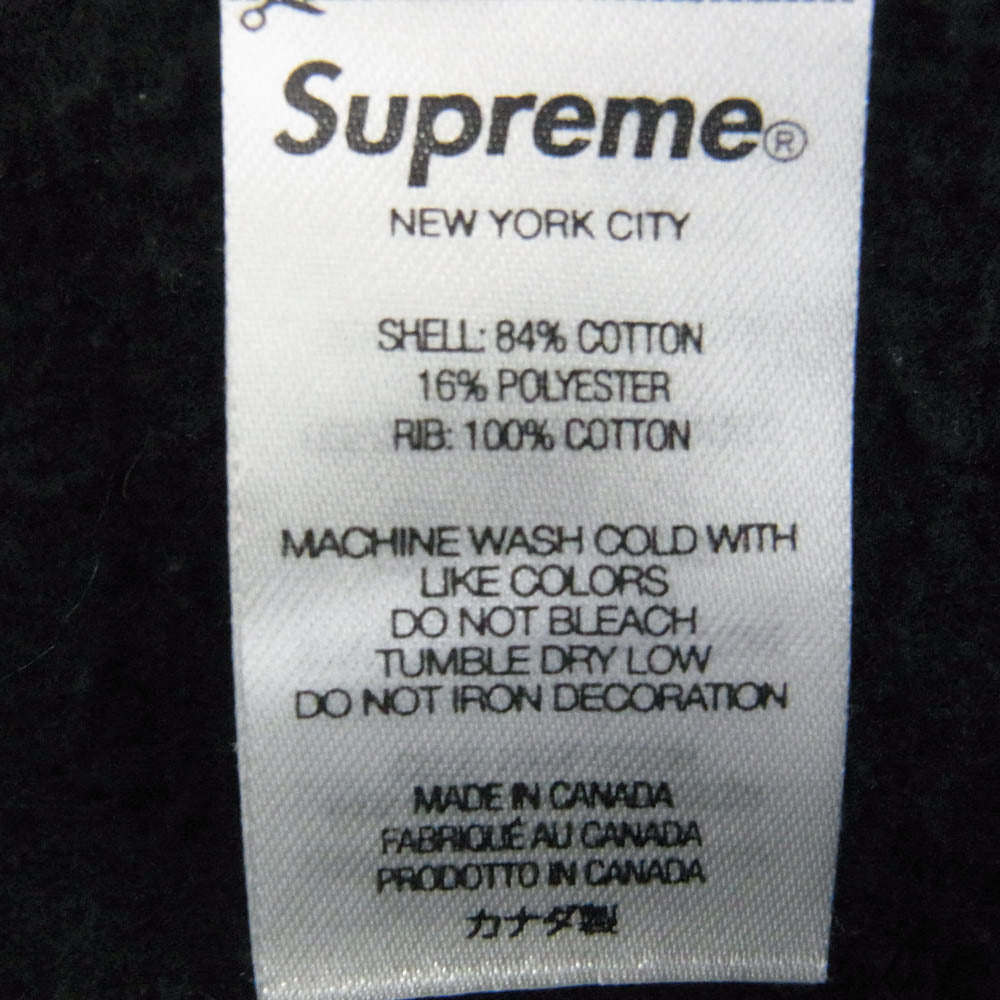 Supreme®
NEW YORK CITY
SHELL: 84% COTTON
16% POLYESTER
RIB: 100% COTTON
MACHINE WASH COLD WITH
LIKE COLORS
DO NOT BLEACH
TUMBLE DRY LOW
DO NOT IRON DECORATION
MADE IN CANADA
FABRIQUÉ AU CANADA
PRODOTTO IN CANADA
カナダ製